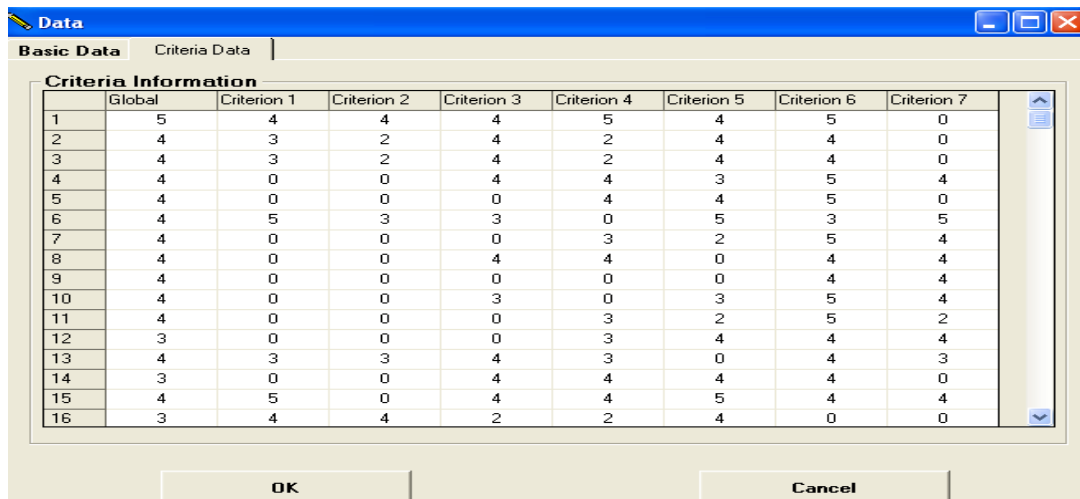 Data
Basic Data Criteria Data
Criteria Information
Global Criterion 1 Criterion 2 Criterion 3 Criterion 4 Criterion 5 Criterion 6 Criterion 7
1 5 4 4 4 5 4 5 0
2 4 3 2 4 2 4 4 0
3 4 3 2 4 2 4 4 0
4 4 0 0 4 4 3 5 4
5 4 0 0 0 4 4 5 0
6 4 5 3 3 0 5 3 5
7 4 0 0 0 3 2 5 4
8 4 0 0 4 4 0 4 4
9 4 0 0 0 0 0 4 4
10 4 0 0 3 0 3 5 4
11 4 0 0 0 3 2 5 2
12 3 0 0 0 3 4 4 4
13 4 3 3 4 3 0 4 3
14 3 0 0 4 4 4 4 0
15 4 5 0 4 4 5 4 4
16 3 4 4 2 2 4 0 0
OK Cancel